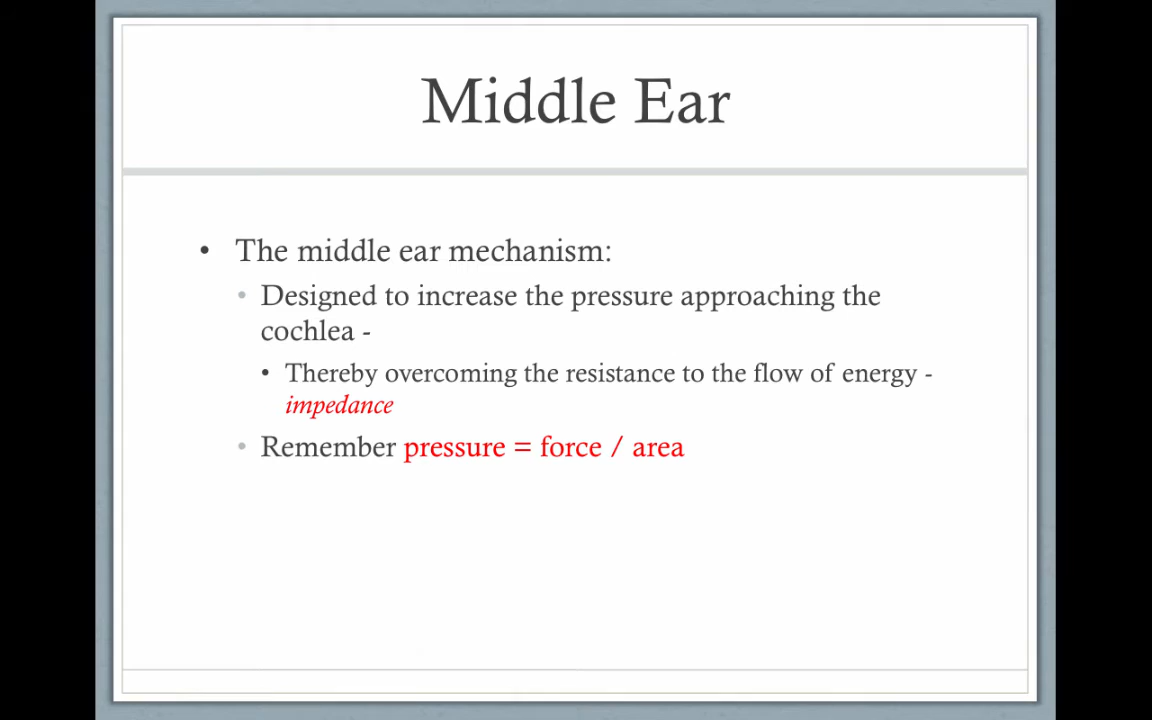 Middle Ear
• The middle ear mechanism:
• Designed to increase the pressure approaching the
cochlea -
• Thereby overcoming the resistance to the flow of energy -
impedance
• Remember pressure = force / area